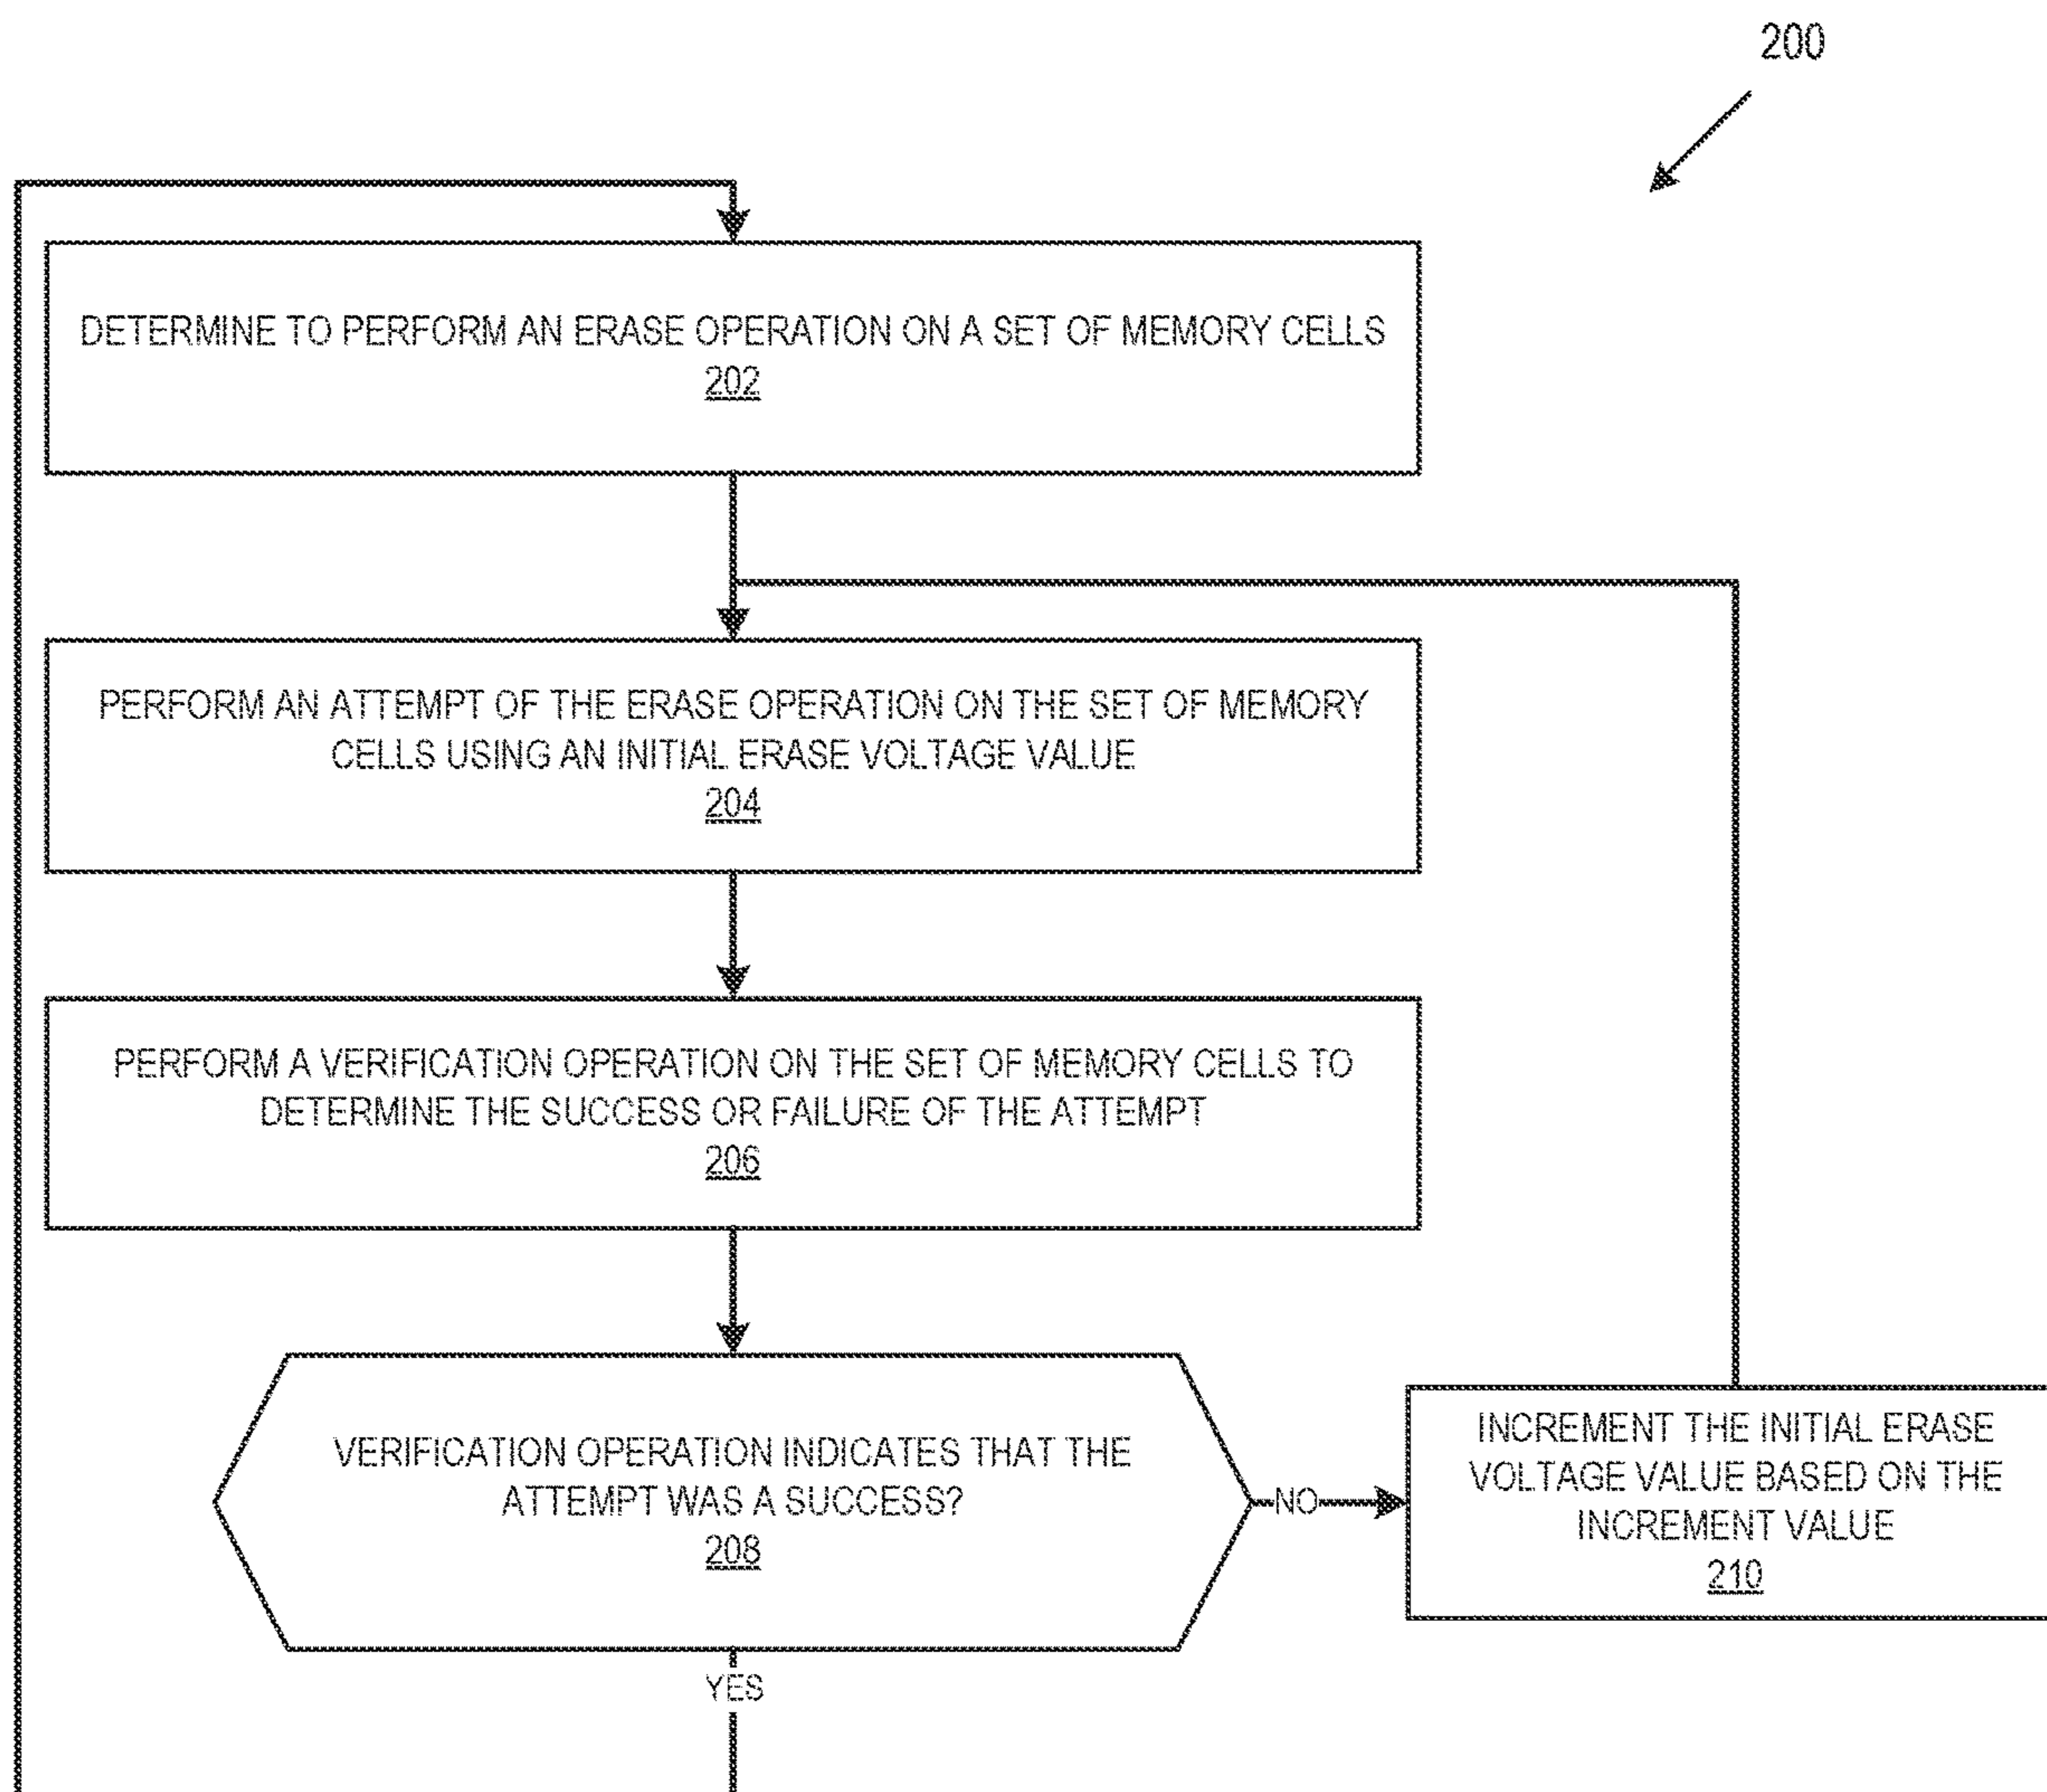 200
DETERMINE TO PERFORM AN ERASE OPERATION ON A SET OF MEMORY CELLS
202
PERFORM AN ATTEMPT OF THE ERASE OPERATION ON THE SET OF MEMORY
CELLS USING AN INITIAL ERASE VOLTAGE VALUE
204
PERFORM A VERIFICATION OPERATION ON THE SET OF MEMORY CELLS TO
DETERMINE THE SUCCESS OR FAILURE OF THE ATTEMPT
206
VERIFICATION OPERATION INDICATES THAT THE
ATTEMPT WAS A SUCCESS?
208
NO
INCREMENT THE INITIAL ERASE
VOLTAGE VALUE BASED ON THE
INCREMENT VALUE
210
YES